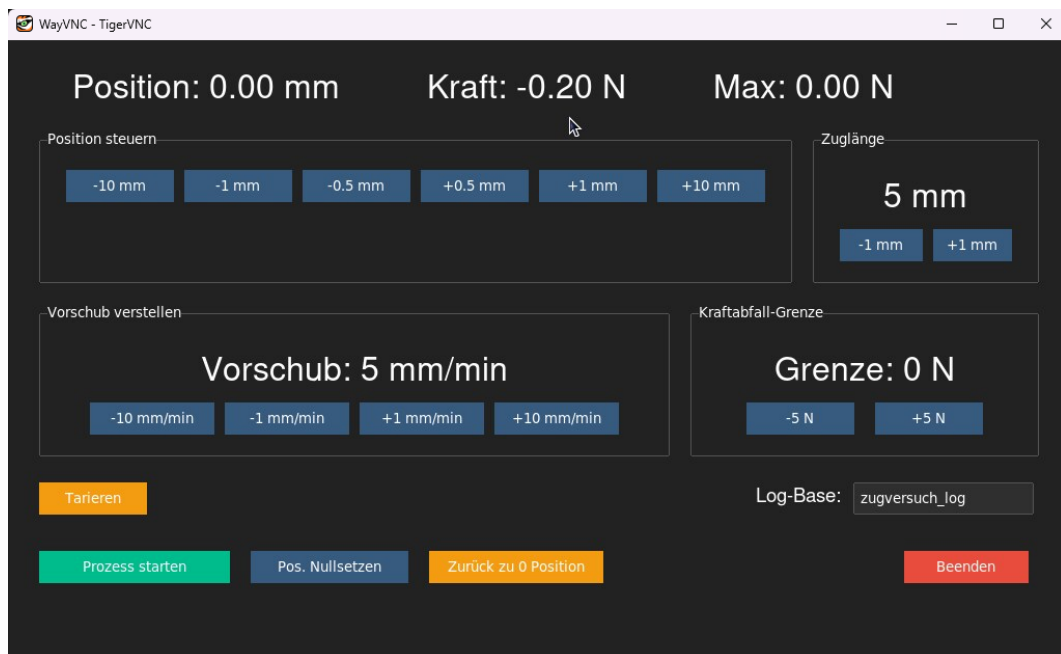 WayVNC - TigerVNC
Position: 0.00 mm Kraft: -0.20 N Max: 0.00 N
Position steuern
-10 mm -1 mm -0.5 mm +0.5 mm +1 mm +10 mm
Zuglänge
5 mm
-1 mm +1 mm
Vorschub verstellen
Vorschub: 5 mm/min
-10 mm/min -1 mm/min +1 mm/min +10 mm/min
Kraftabfall-Grenze
Grenze: 0 N
-5 N +5 N
Tarieren
Log-Base: zugversuch_log
Prozess starten Pos. Nullsetzen Zurück zu 0 Position Beenden